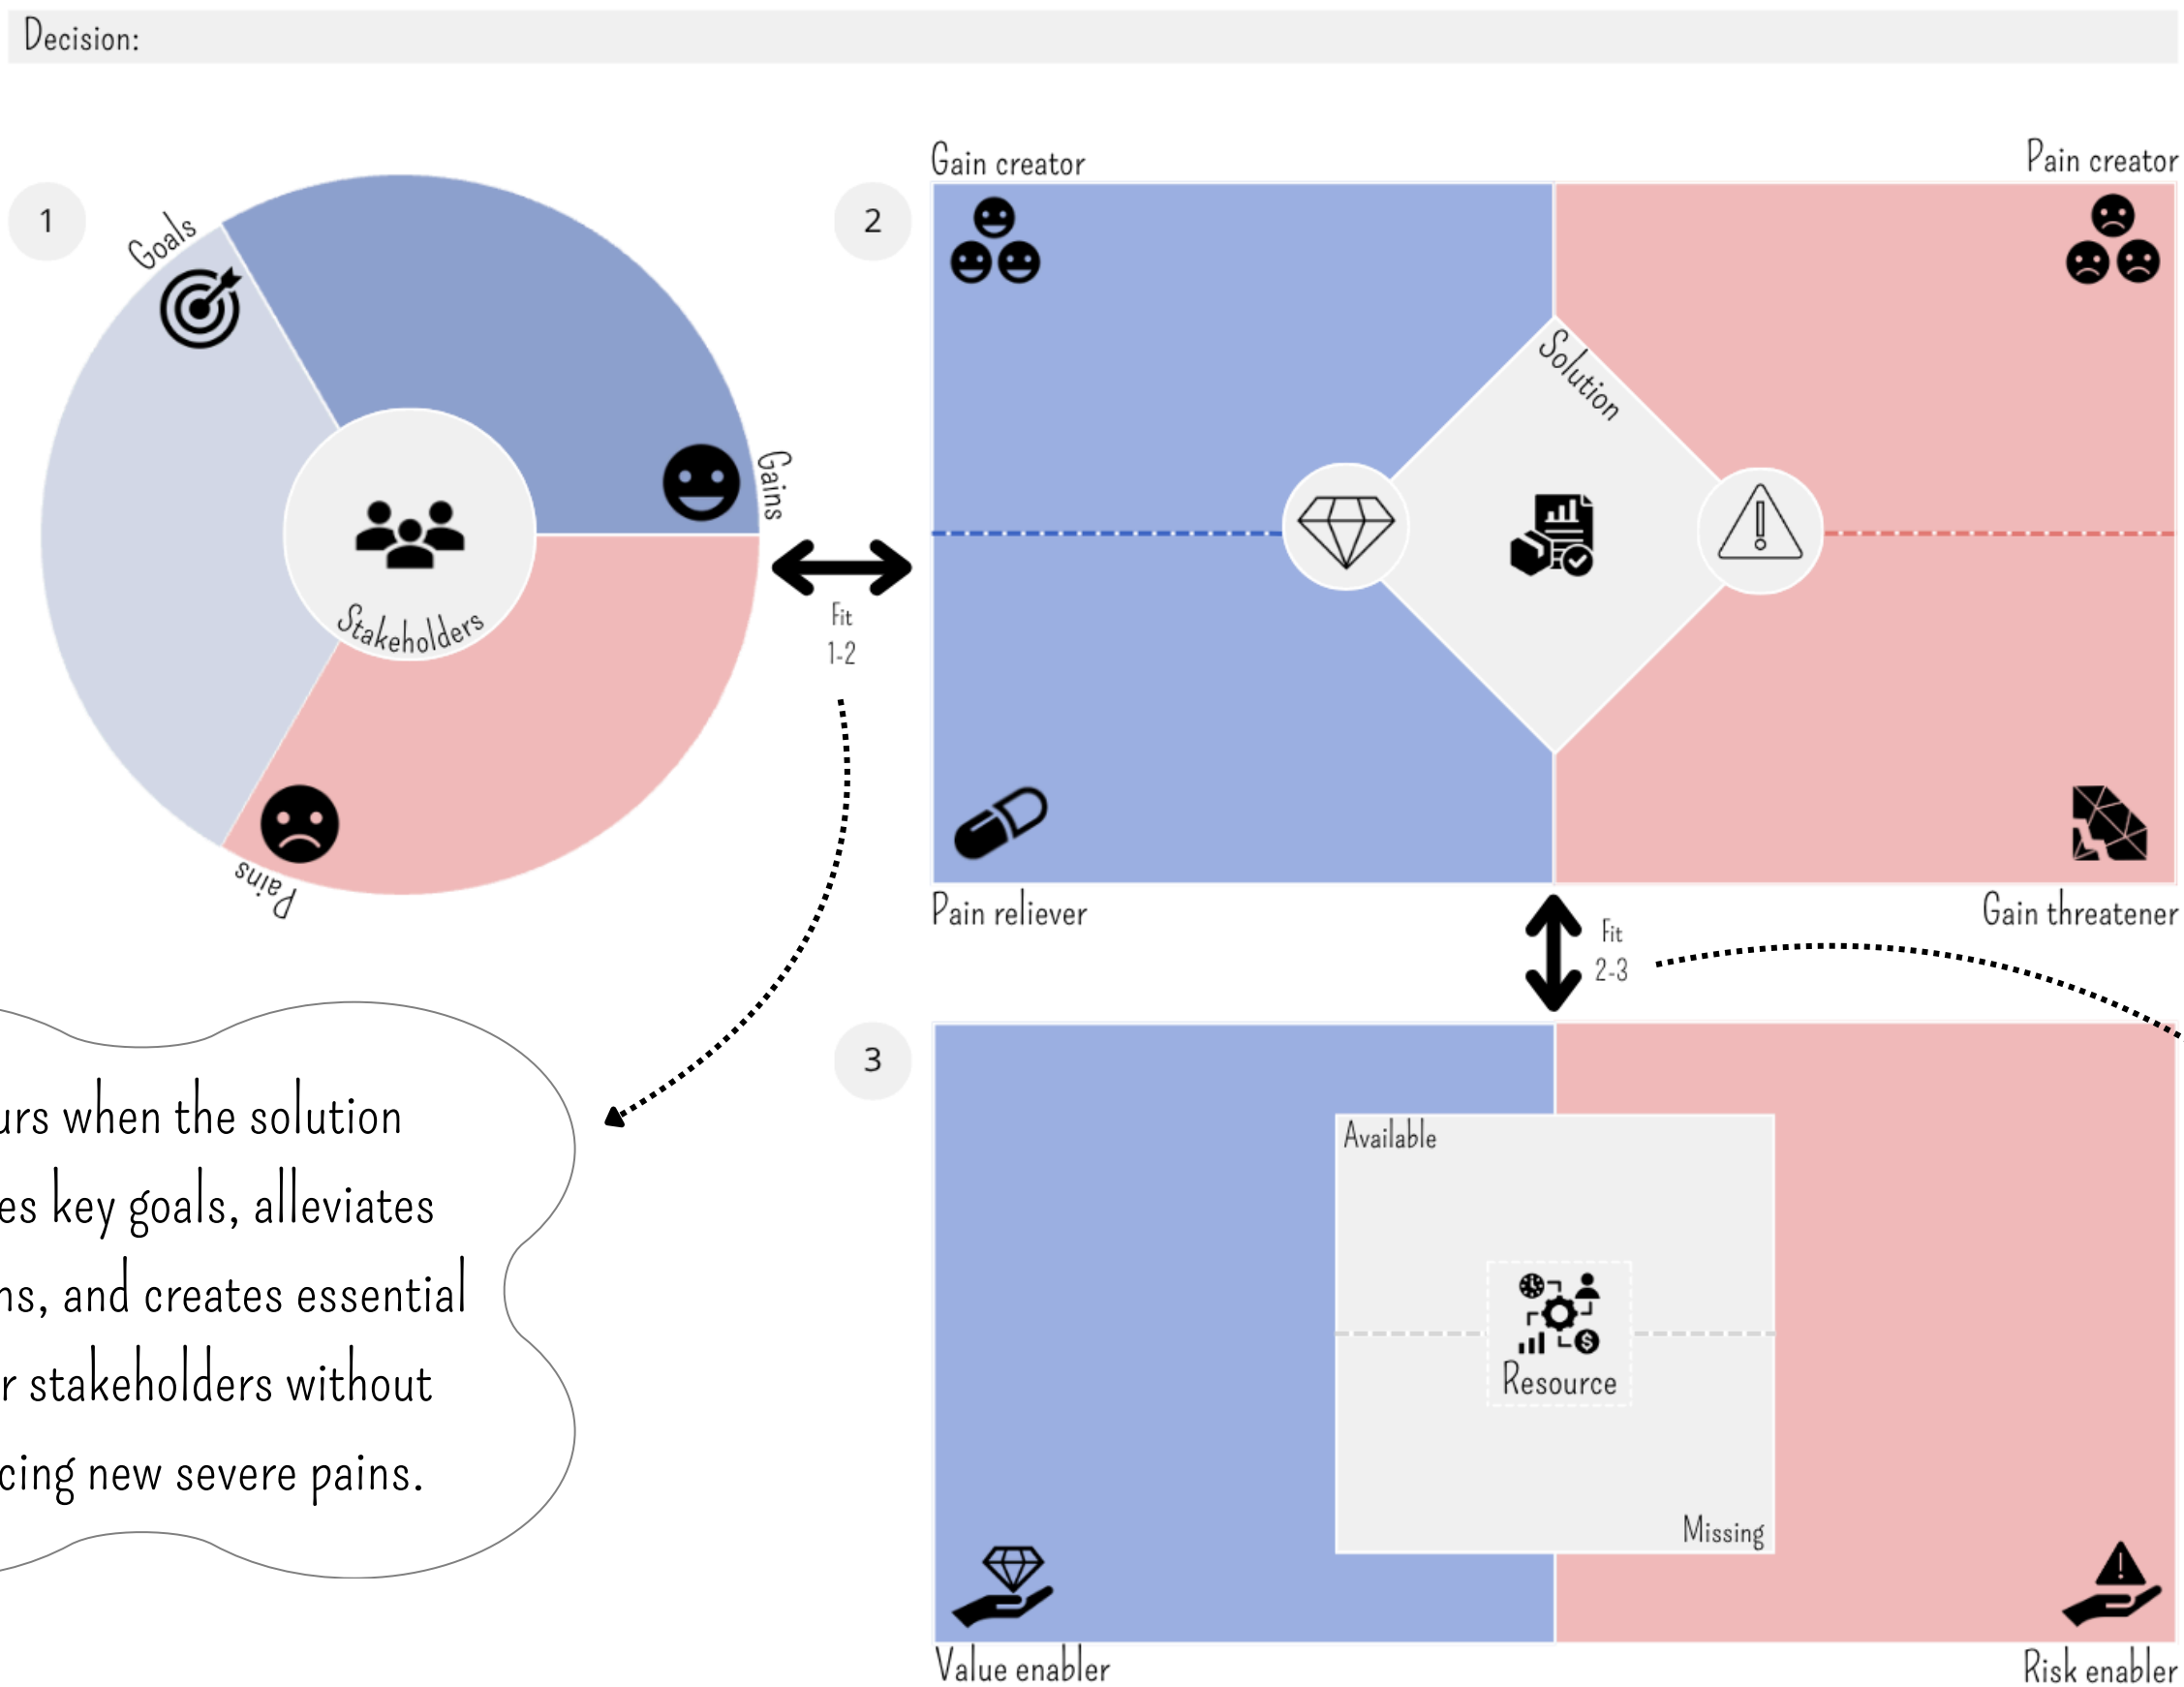 Decision:
1
Goals
Gains
Stakeholders
Pains
Fit
1-2
2
Gain creator
Pain creator
Solution
Pain reliever
Gain threatener
Fit
2-3
urs when the solution
es key goals, alleviates
ns, and creates essential
r stakeholders without
cing new severe pains.
3
Available
Resource
Missing
Value enabler
Risk enabler